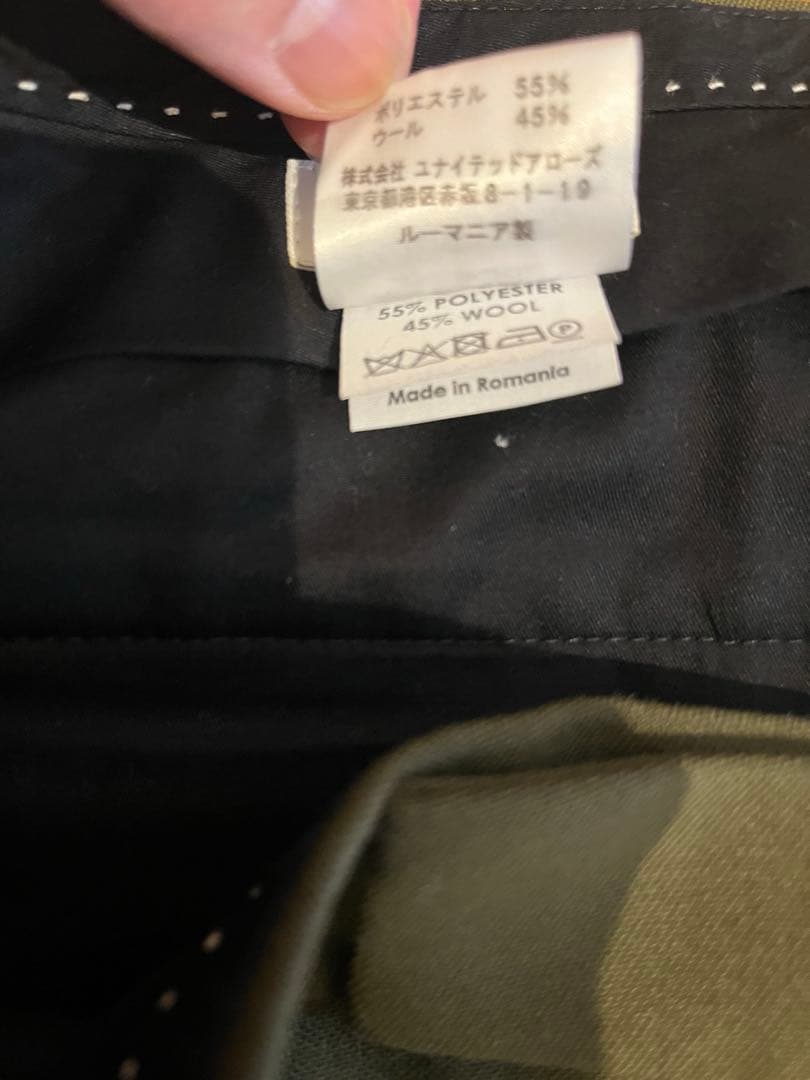 ポリエステル 55%
ウール 45%
株式会社 ユナイテッドアローズ
東京都港区赤坂8-1-19
ルーマニア製
55% POLYESTER
45% WOOL
P
Made in Romania